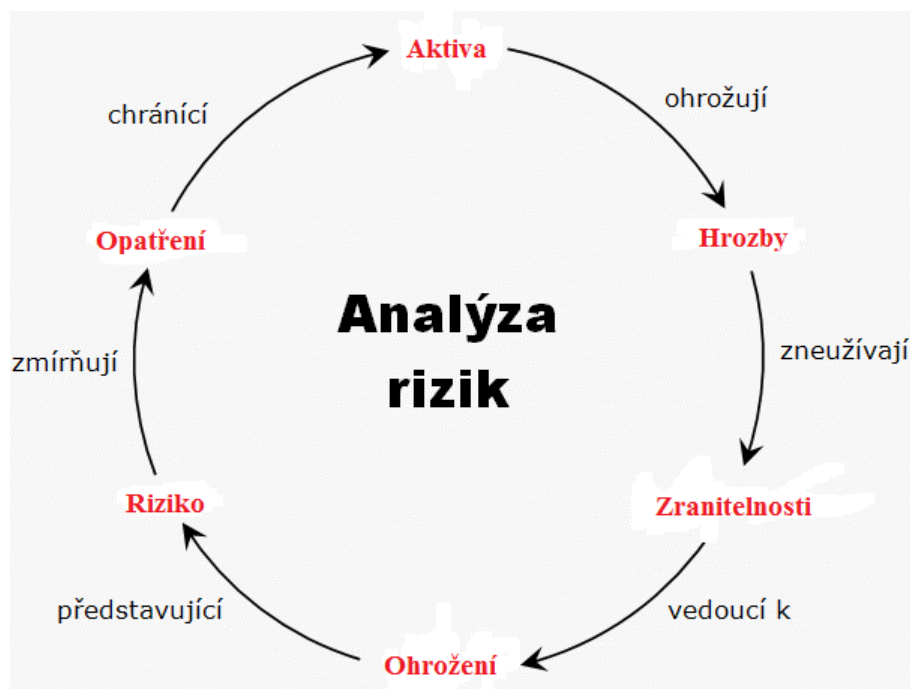 Aktiva
ohrožují
chránící
Hrozby
Opatření
Analýza
rizik
zneužívají
zmírňují
Zranitelnosti
Riziko
vedoucí k
představující
Ohrožení